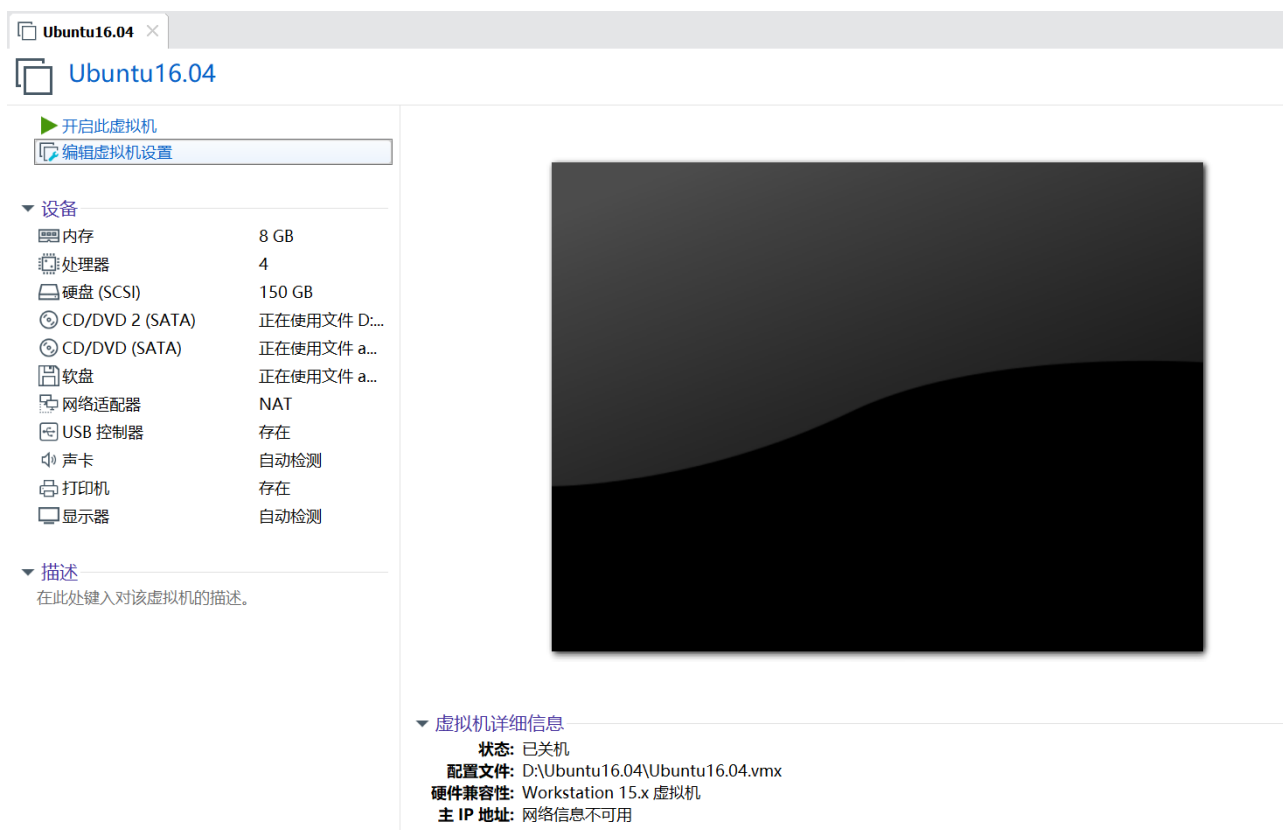 Ubuntu16.04
Ubuntu16.04
开启此虚拟机
编辑虚拟机设置
设备
内存 8 GB
处理器 4
硬盘 (SCSI) 150 GB
CD/DVD 2 (SATA) 正在使用文件 D:...
CD/DVD (SATA) 正在使用文件 a...
软盘 正在使用文件 a...
网络适配器 NAT
USB 控制器 存在
声卡 自动检测
打印机 存在
显示器 自动检测
描述
在此处键入对该虚拟机的描述。
虚拟机详细信息
状态: 已关机
配置文件: D:\Ubuntu16.04\Ubuntu16.04.vmx
硬件兼容性: Workstation 15.x 虚拟机
主 IP 地址: 网络信息不可用